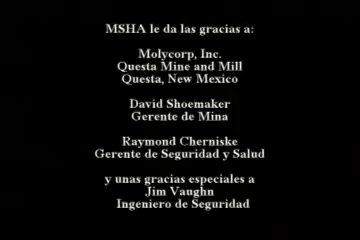 MSHA le da las gracias a:
Molycorp, Inc.
Questa Mine and Mill
Questa, New Mexico
David Shoemaker
Gerente de Mina
Raymond Cherniske
Gerente de Seguridad y Salud
y unas gracias especiales a
Jim Vaughn
Ingeniero de Seguridad